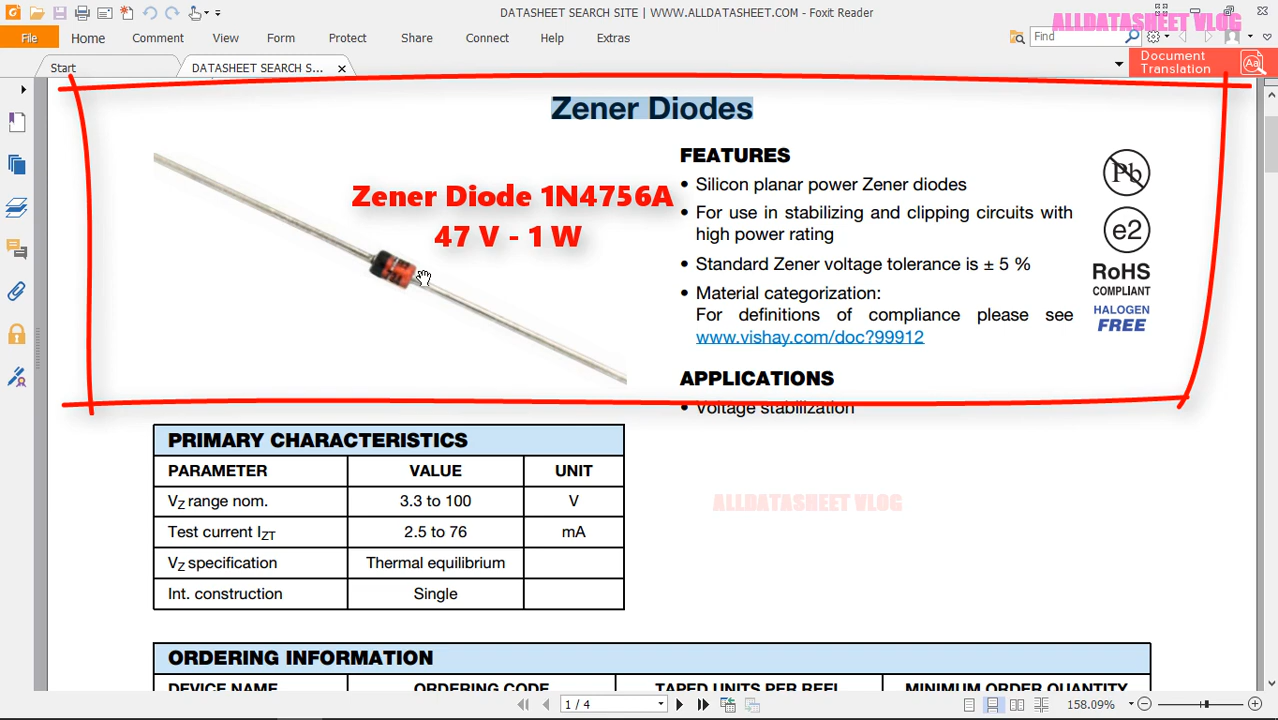 DATASHEET SEARCH SITE | WWW.ALLDATASHEET.COM - Foxit Reader
ALLDATASHEET VLOG
File Home Comment View Form Protect Share Connect Help Extras
Find
Start
DATASHEET SEARCH S...
Document
Translation
Aa
Zener Diodes
Zener Diode 1N4756A
47 V - 1 W
FEATURES
• Silicon planar power Zener diodes
• For use in stabilizing and clipping circuits with
high power rating
• Standard Zener voltage tolerance is ± 5 %
• Material categorization:
For definitions of compliance please see
www.vishay.com/doc?99912
Pb
e2
RoHS
COMPLIANT
HALOGEN
FREE
APPLICATIONS
• Voltage stabilization
PRIMARY CHARACTERISTICS
PARAMETER VALUE UNIT
VZ range nom. 3.3 to 100 V
Test current IZT 2.5 to 76 mA
VZ specification Thermal equilibrium
Int. construction Single
ALLDATASHEET VLOG
ORDERING INFORMATION
DEVICE NAME ORDERING CODE TAPED UNITS PER REEL MINIMUM ORDER QUANTITY
1 / 4
158.09%